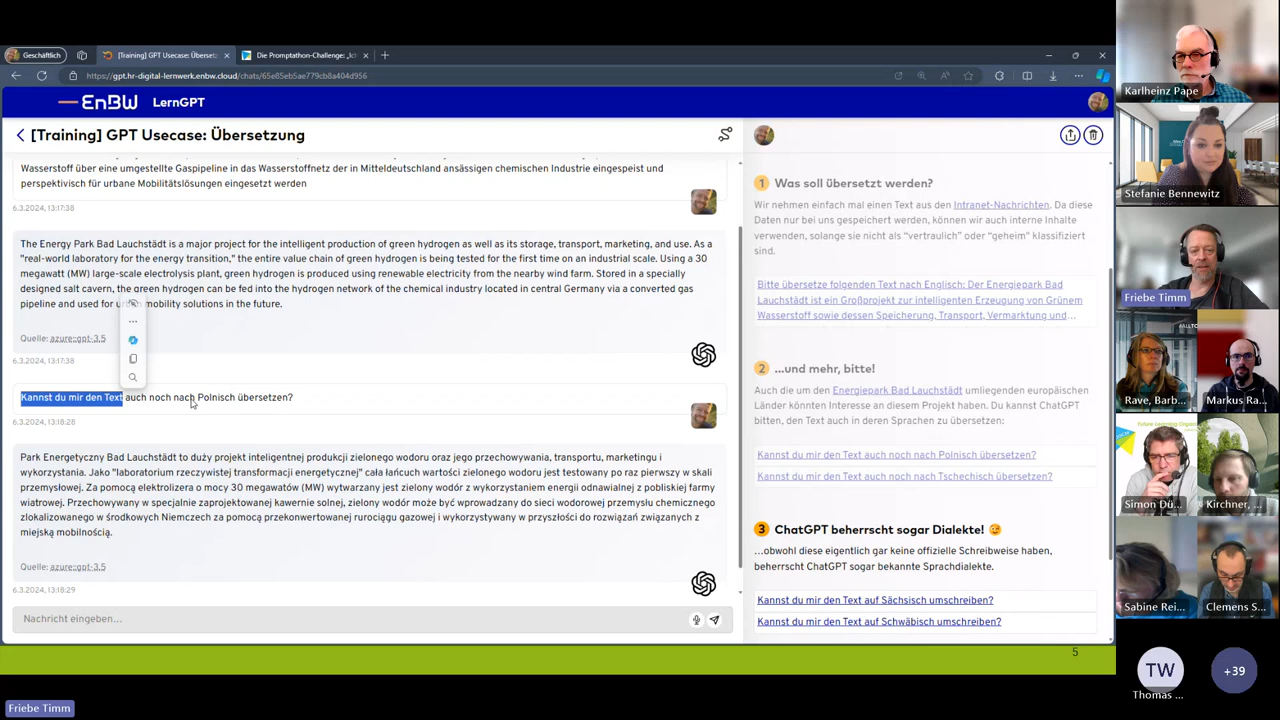 Geschäftlich
[Training] GPT Usecase: Übersetz
Die Promptathon-Challenge: „Ich
https://gpt.hr-digital-lernwerk.enbw.cloud/chats/65e85eb5ae779cb8a404d956
EnBW LernGPT
[Training] GPT Usecase: Übersetzung
Wasserstoff über eine umgestellte Gaspipeline in das Wasserstoffnetz der in Mitteldeutschland ansässigen chemischen Industrie eingespeist und
perspektivisch für urbane Mobilitätslösungen eingesetzt werden
6.3.2024, 13:17:38
The Energy Park Bad Lauchstädt is a major project for the intelligent production of green hydrogen as well as its storage, transport, marketing, and use. As a
"real-world laboratory for the energy transition," the entire value chain of green hydrogen is being tested for the first time on an industrial scale. Using a 30
megawatt (MW) large-scale electrolysis plant, green hydrogen is produced using renewable electricity from the nearby wind farm. Stored in a specially
designed salt cavern, the green hydrogen can be fed into the hydrogen network of the chemical industry located in central Germany via a converted gas
pipeline and used for urban mobility solutions in the future.
Quelle: azure:gpt-3.5
6.3.2024, 13:17:38
Kannst du mir den Text auch noch nach Polnisch übersetzen?
6.3.2024, 13:18:28
Park Energetyczny Bad Lauchstädt to duży projekt inteligentnej produkcji zielonego wodoru oraz jego przechowywania, transportu, marketingu i
wykorzystania. Jako "laboratorium rzeczywistej transformacji energetycznej" cała łańcuch wartości zielonego wodoru jest testowany po raz pierwszy w skali
przemysłowej. Za pomocą elektrolizera o mocy 30 megawatów (MW) wytwarzany jest zielony wodór z wykorzystaniem energii odnawialnej z pobliskiej farmy
wiatrowej. Przechowywany w specjalnie zaprojektowanej kawernie solnej, zielony wodór może być wprowadzany do sieci wodorowej przemysłu chemicznego
zlokalizowanego w środkowych Niemczech za pomocą przekonwertowanej rurociągu gazowej i wykorzystywany w przyszłości do rozwiązań związanych z
miejską mobilnością.
Quelle: azure:gpt-3.5
6.3.2024, 13:18:29
Nachricht eingeben...
1 Was soll übersetzt werden?
Wir nehmen einfach mal einen Text aus den Intranet-Nachrichten. Da diese
Daten nur bei uns gespeichert werden, können wir auch interne Inhalte
verwenden, solange sie nicht als “vertraulich” oder “geheim” klassifiziert
sind.
Bitte übersetze folgenden Text nach Englisch: Der Energiepark Bad
Lauchstädt ist ein Großprojekt zur intelligenten Erzeugung von Grünem
Wasserstoff sowie dessen Speicherung, Transport, Vermarktung und...
2 ...und mehr, bitte!
Auch die um den Energiepark Bad Lauchstädt umliegenden europäischen
Länder könnten Interesse an diesem Projekt haben. Du kannst ChatGPT
bitten, den Text auch in deren Sprachen zu übersetzen:
Kannst du mir den Text auch noch nach Polnisch übersetzen?
Kannst du mir den Text auch noch nach Tschechisch übersetzen?
3 ChatGPT beherrscht sogar Dialekte!
...obwohl diese eigentlich gar keine offizielle Schreibweise haben,
beherrscht ChatGPT sogar bekannte Sprachdialekte.
Kannst du mir den Text auf Sächsisch umschreiben?
Kannst du mir den Text auf Schwäbisch umschreiben?
5
Friebe Timm
Karlheinz Pape
Stefanie Bennewitz
Friebe Timm
Rave, Barb...
Markus Ra...
Simon Dü...
Kirchner, ...
Sabine Rei...
Clemens S...
TW
Thomas ...
+39